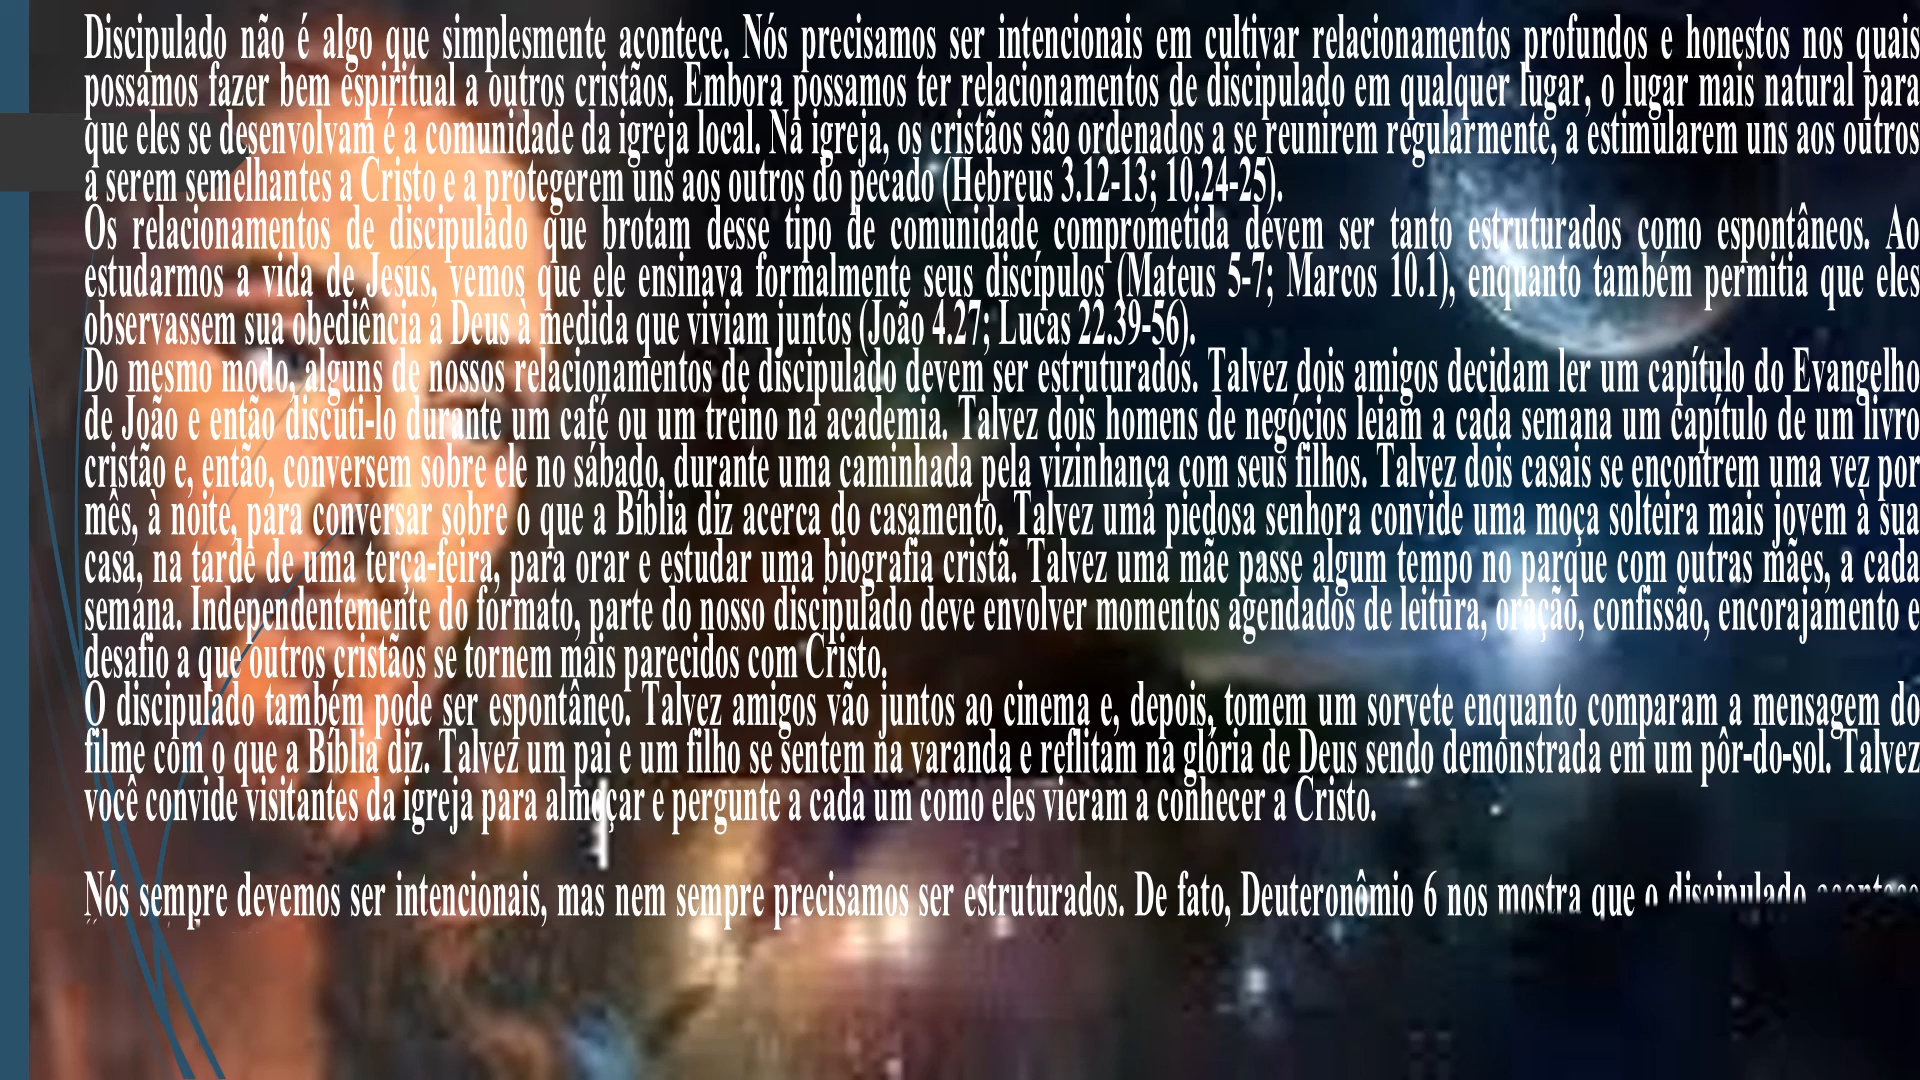 Discipulado não é algo que simplesmente acontece. Nós precisamos ser intencionais em cultivar relacionamentos profundos e honestos nos quais
possamos fazer bem espiritual a outros cristãos. Embora possamos ter relacionamentos de discipulado em qualquer lugar, o lugar mais natural para
que eles se desenvolvam é a comunidade da igreja local. Na igreja, os cristãos são ordenados a se reunirem regularmente, a estimularem uns aos outros
a serem semelhantes a Cristo e a protegerem uns aos outros do pecado (Hebreus 3.12-13; 10.24-25).
Os relacionamentos de discipulado que brotam desse tipo de comunidade comprometida devem ser tanto estruturados como espontâneos. Ao
estudarmos a vida de Jesus, vemos que ele ensinava formalmente seus discípulos (Mateus 5-7; Marcos 10.1), enquanto também permitia que eles
observassem sua obediência a Deus à medida que viviam juntos (João 4.27; Lucas 22.39-56).
Do mesmo modo, alguns de nossos relacionamentos de discipulado devem ser estruturados. Talvez dois amigos decidam ler um capítulo do Evangelho
de João e então discuti-lo durante um café ou um treino na academia. Talvez dois homens de negócios leiam a cada semana um capítulo de um livro
cristão e, então, conversem sobre ele no sábado, durante uma caminhada pela vizinhança com seus filhos. Talvez dois casais se encontrem uma vez por
mês, à noite, para conversar sobre o que a Bíblia diz acerca do casamento. Talvez uma piedosa senhora convide uma moça solteira mais jovem à sua
casa, na tarde de uma terça-feira, para orar e estudar uma biografia cristã. Talvez uma mãe passe algum tempo no parque com outras mães, a cada
semana. Independentemente do formato, parte do nosso discipulado deve envolver momentos agendados de leitura, oração, confissão, encorajamento e
desafio a que outros cristãos se tornem mais parecidos com Cristo.
O discipulado também pode ser espontâneo. Talvez amigos vão juntos ao cinema e, depois, tomem um sorvete enquanto comparam a mensagem do
filme com o que a Bíblia diz. Talvez um pai e um filho se sentem na varanda e reflitam na glória de Deus sendo demonstrada em um pôr-do-sol. Talvez
você convide visitantes da igreja para almoçar e pergunte a cada um como eles vieram a conhecer a Cristo.
Nós sempre devemos ser intencionais, mas nem sempre precisamos ser estruturados. De fato, Deuteronômio 6 nos mostra que o discipulado